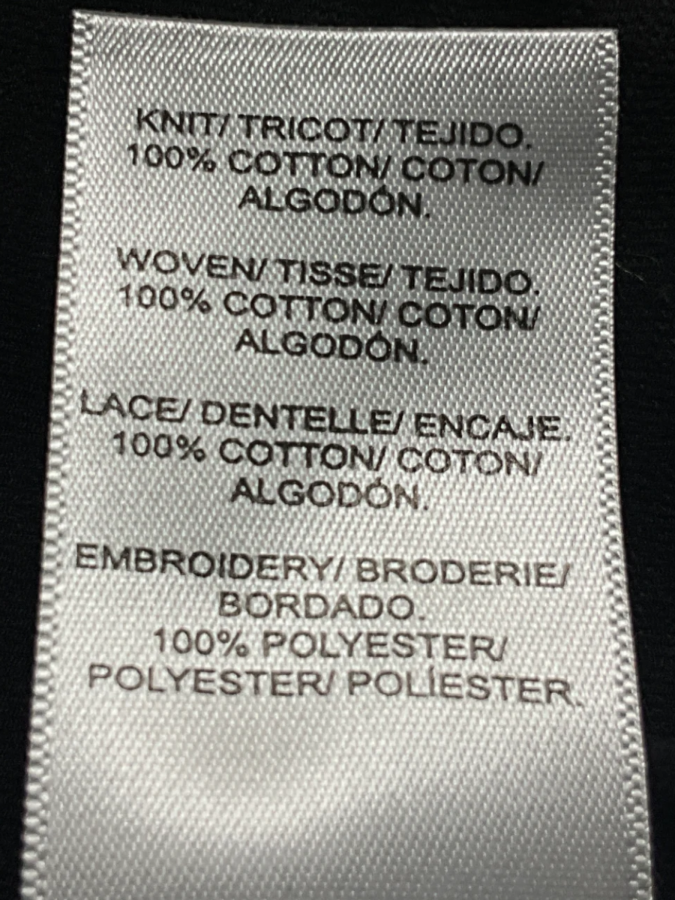 KNIT/ TRICOT/ TEJIDO.
100% COTTON/ COTON/
ALGODÓN.
WOVEN/ TISSE/ TEJIDO.
100% COTTON/ COTON/
ALGODÓN.
LACE/ DENTELLE/ ENCAJE.
100% COTTON/ COTON/
ALGODÓN.
EMBROIDERY/ BRODERIE/
BORDADO.
100% POLYESTER/
POLYESTER/ POLÍESTER.